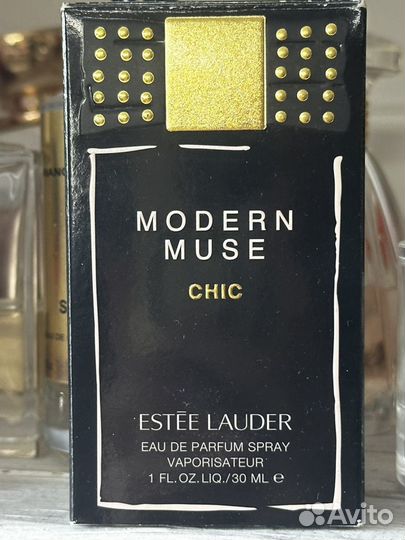 MODERN
MUSE
CHIC
ESTĒE LAUDER
EAU DE PARFUM SPRAY
VAPORISATEUR
1 FL.OZ.LIQ./30 ML ℮
Avito